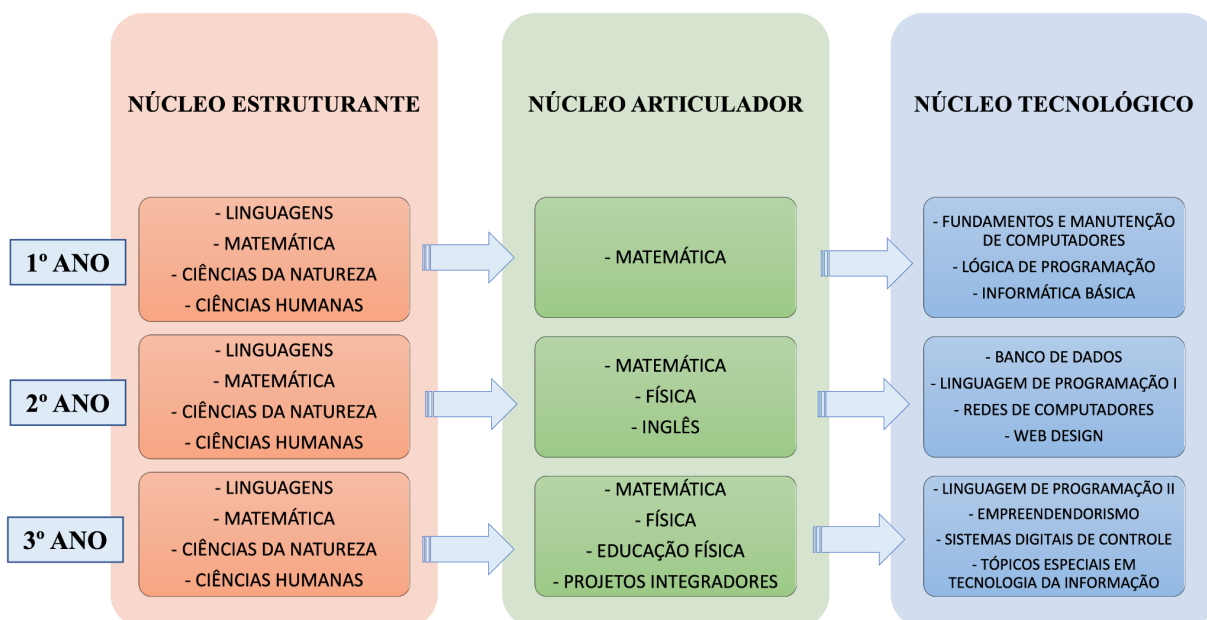 NÚCLEO ESTRUTURANTE
NÚCLEO ARTICULADOR
NÚCLEO TECNOLÓGICO
1º ANO
- LINGUAGENS
- MATEMÁTICA
- CIÊNCIAS DA NATUREZA
- CIÊNCIAS HUMANAS
- MATEMÁTICA
- FUNDAMENTOS E MANUTENÇÃO
DE COMPUTADORES
- LÓGICA DE PROGRAMAÇÃO
- INFORMÁTICA BÁSICA
2º ANO
- LINGUAGENS
- MATEMÁTICA
- CIÊNCIAS DA NATUREZA
- CIÊNCIAS HUMANAS
- MATEMÁTICA
- FÍSICA
- INGLÊS
- BANCO DE DADOS
- LINGUAGEM DE PROGRAMAÇÃO I
- REDES DE COMPUTADORES
- WEB DESIGN
3º ANO
- LINGUAGENS
- MATEMÁTICA
- CIÊNCIAS DA NATUREZA
- CIÊNCIAS HUMANAS
- MATEMÁTICA
- FÍSICA
- EDUCAÇÃO FÍSICA
- PROJETOS INTEGRADORES
- LINGUAGEM DE PROGRAMAÇÃO II
- EMPREENDENDORISMO
- SISTEMAS DIGITAIS DE CONTROLE
- TÓPICOS ESPECIAIS EM
TECNOLOGIA DA INFORMAÇÃO